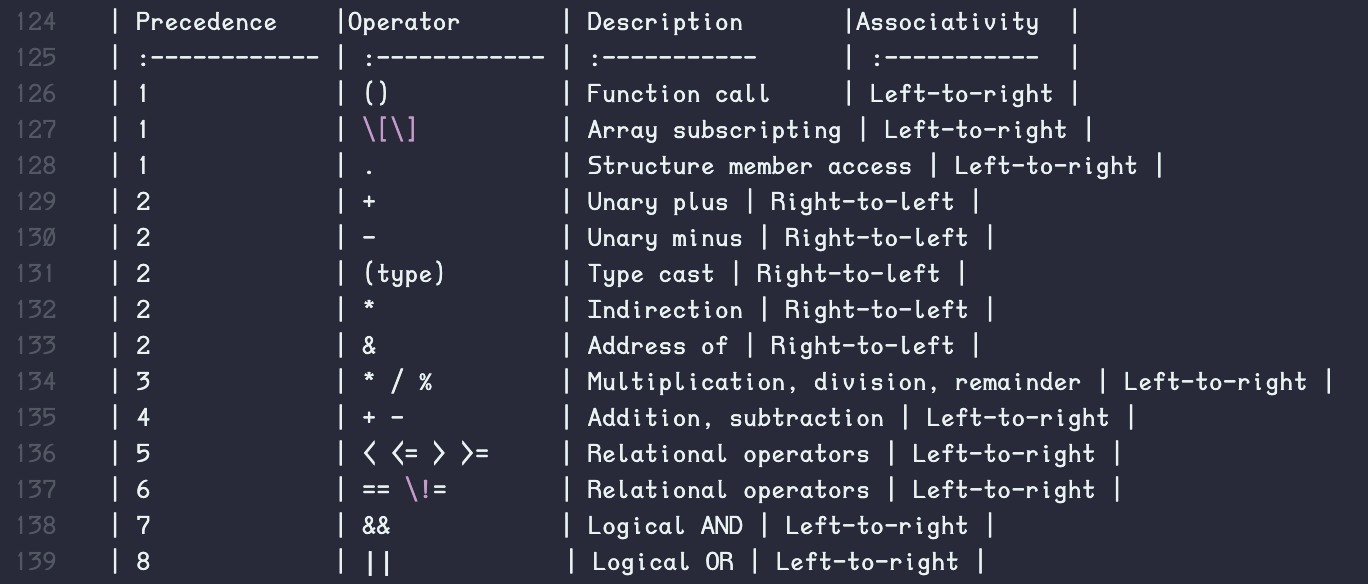 124 | Precedence |Operator | Description |Associativity |
125 | :------------ | :------------ | :----------- | :----------- |
126 | 1 | () | Function call | Left-to-right |
127 | 1 | \[\] | Array subscripting | Left-to-right |
128 | 1 | . | Structure member access | Left-to-right |
129 | 2 | + | Unary plus | Right-to-left |
130 | 2 | - | Unary minus | Right-to-left |
131 | 2 | (type) | Type cast | Right-to-left |
132 | 2 | * | Indirection | Right-to-left |
133 | 2 | & | Address of | Right-to-left |
134 | 3 | * / % | Multiplication, division, remainder | Left-to-right |
135 | 4 | + - | Addition, subtraction | Left-to-right |
136 | 5 | < <= > >= | Relational operators | Left-to-right |
137 | 6 | == \!= | Relational operators | Left-to-right |
138 | 7 | && | Logical AND | Left-to-right |
139 | 8 | || | Logical OR | Left-to-right |